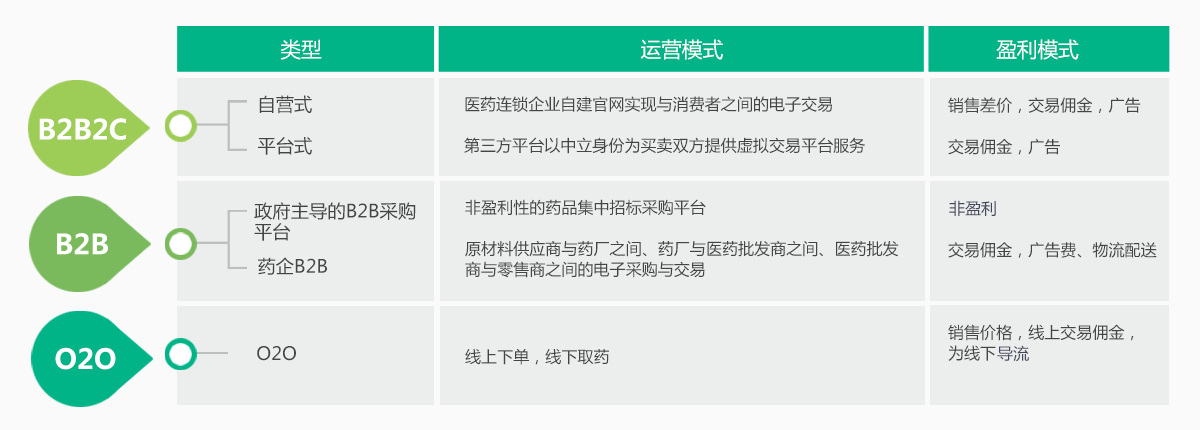 类型 运营模式 盈利模式
B2B2C
自营式 医药连锁企业自建官网实现与消费者之间的电子交易 销售差价，交易佣金，广告
平台式 第三方平台以中立身份为买卖双方提供虚拟交易平台服务 交易佣金，广告
B2B
政府主导的B2B采购
平台
非盈利性的药品集中招标采购平台 非盈利
药企B2B
原材料供应商与药厂之间、药厂与医药批发商之间、医药批发
商与零售商之间的电子采购与交易
交易佣金，广告费、物流配送
O2O
O2O 线上下单，线下取药
销售价格，线上交易佣金，
为线下导流